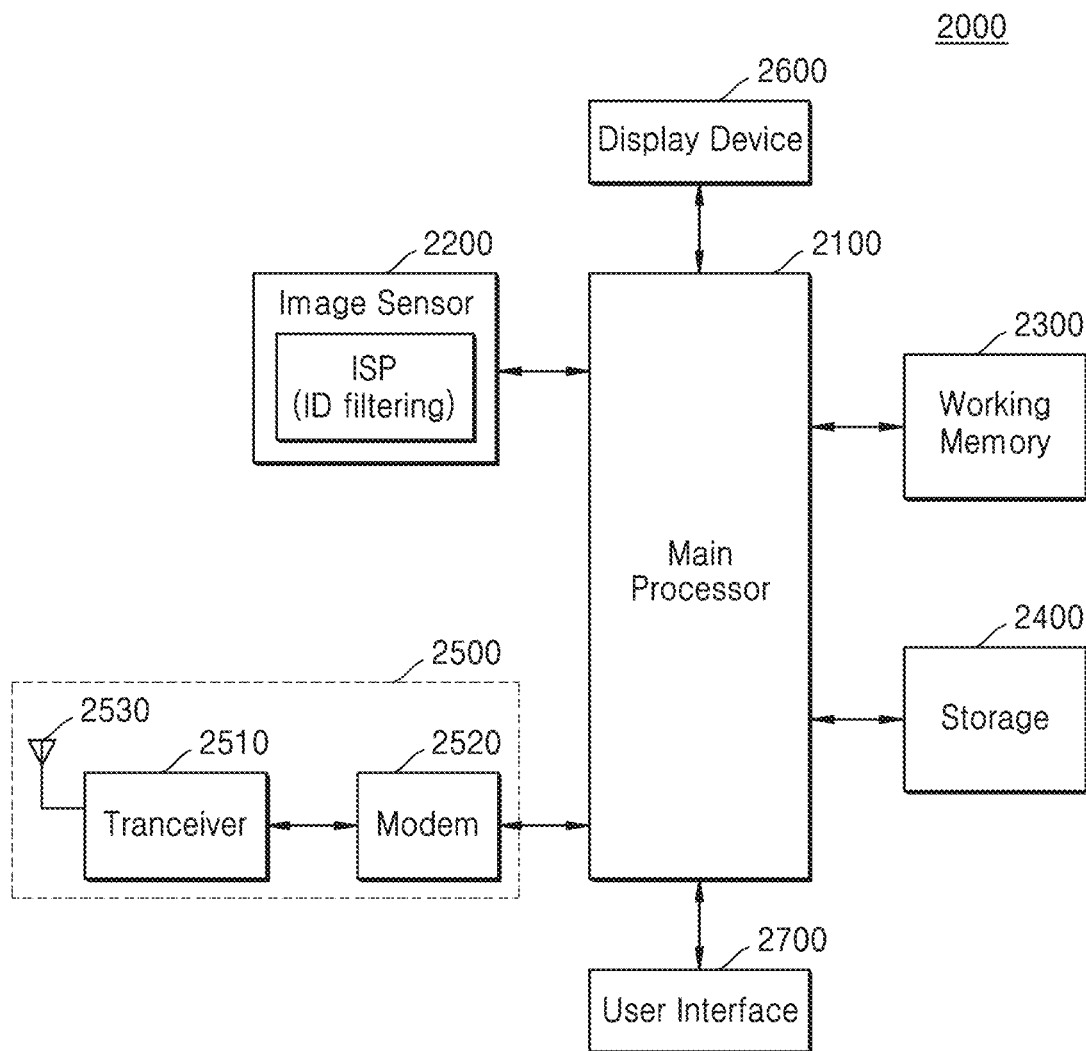 2000
2600
Display Device
2200
2100
Image Sensor
ISP
(ID filtering)
2300
Working
Memory
Main
Processor
2400
Storage
2500
2530
2510
2520
Tranceiver
Modem
2700
User Interface